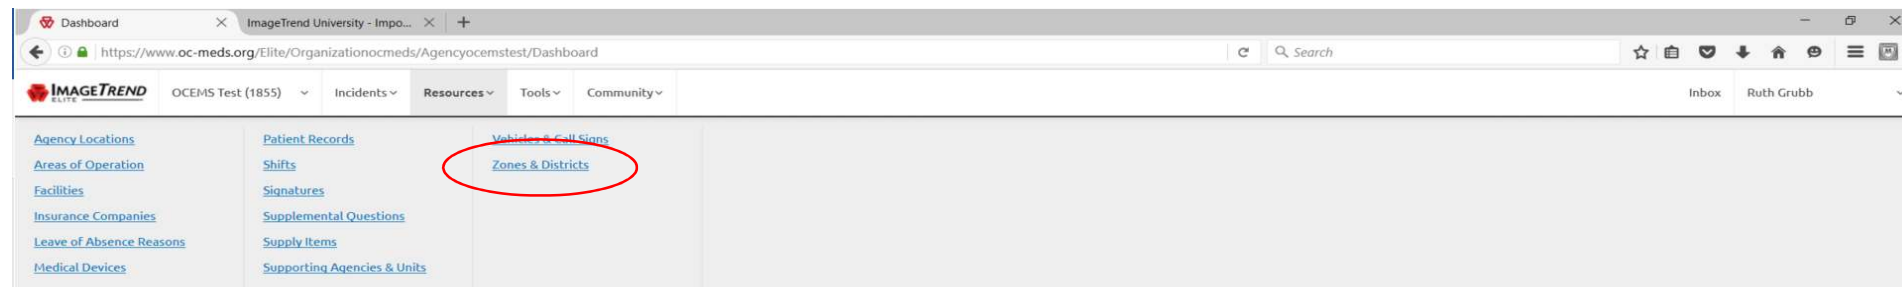 Dashboard
ImageTrend University - Impo...
https://www.oc-meds.org/Elite/Organizationocmeds/Agencyocemstest/Dashboard
Search
IMAGETREND
ELITE
OCEMS Test (1855)
Incidents
Resources
Tools
Community
Inbox
Ruth Grubb
Agency Locations
Areas of Operation
Facilities
Insurance Companies
Leave of Absence Reasons
Medical Devices
Patient Records
Shifts
Signatures
Supplemental Questions
Supply Items
Supporting Agencies & Units
Vehicles & Call Signs
Zones & Districts